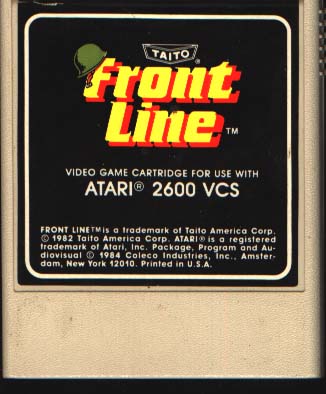 TAITO®
Front
Line™
VIDEO GAME CARTRIDGE FOR USE WITH
ATARI® 2600 VCS
FRONT LINE™ is a trademark of Taito America Corp.
© 1982 Taito America Corp. ATARI® is a registered
trademark of Atari, Inc. Package, Program and Au-
diovisual © 1984 Coleco Industries, Inc., Amster-
dam, New York 12010. Printed in U.S.A.